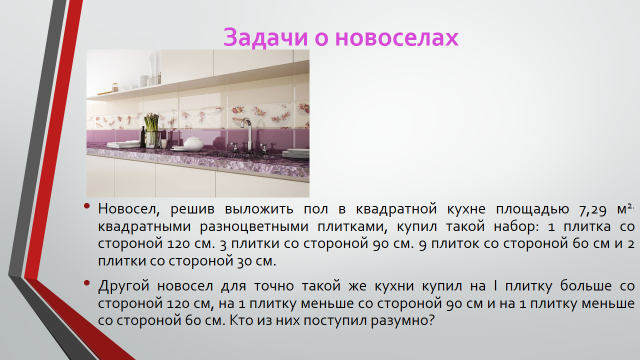 Задачи о новоселах
Новосел, решив выложить пол в квадратной кухне площадью 7,29 м².
квадратными разноцветными плитками, купил такой набор: 1 плитка со
стороной 120 см. 3 плитки со стороной 90 см. 9 плиток со стороной 60 см и 2
плитки со стороной 30 см.
Другой новосел для точно такой же кухни купил на l плитку больше со
стороной 120 см, на 1 плитку меньше со стороной 90 см и на 1 плитку меньше
со стороной 60 см. Кто из них поступил разумно?